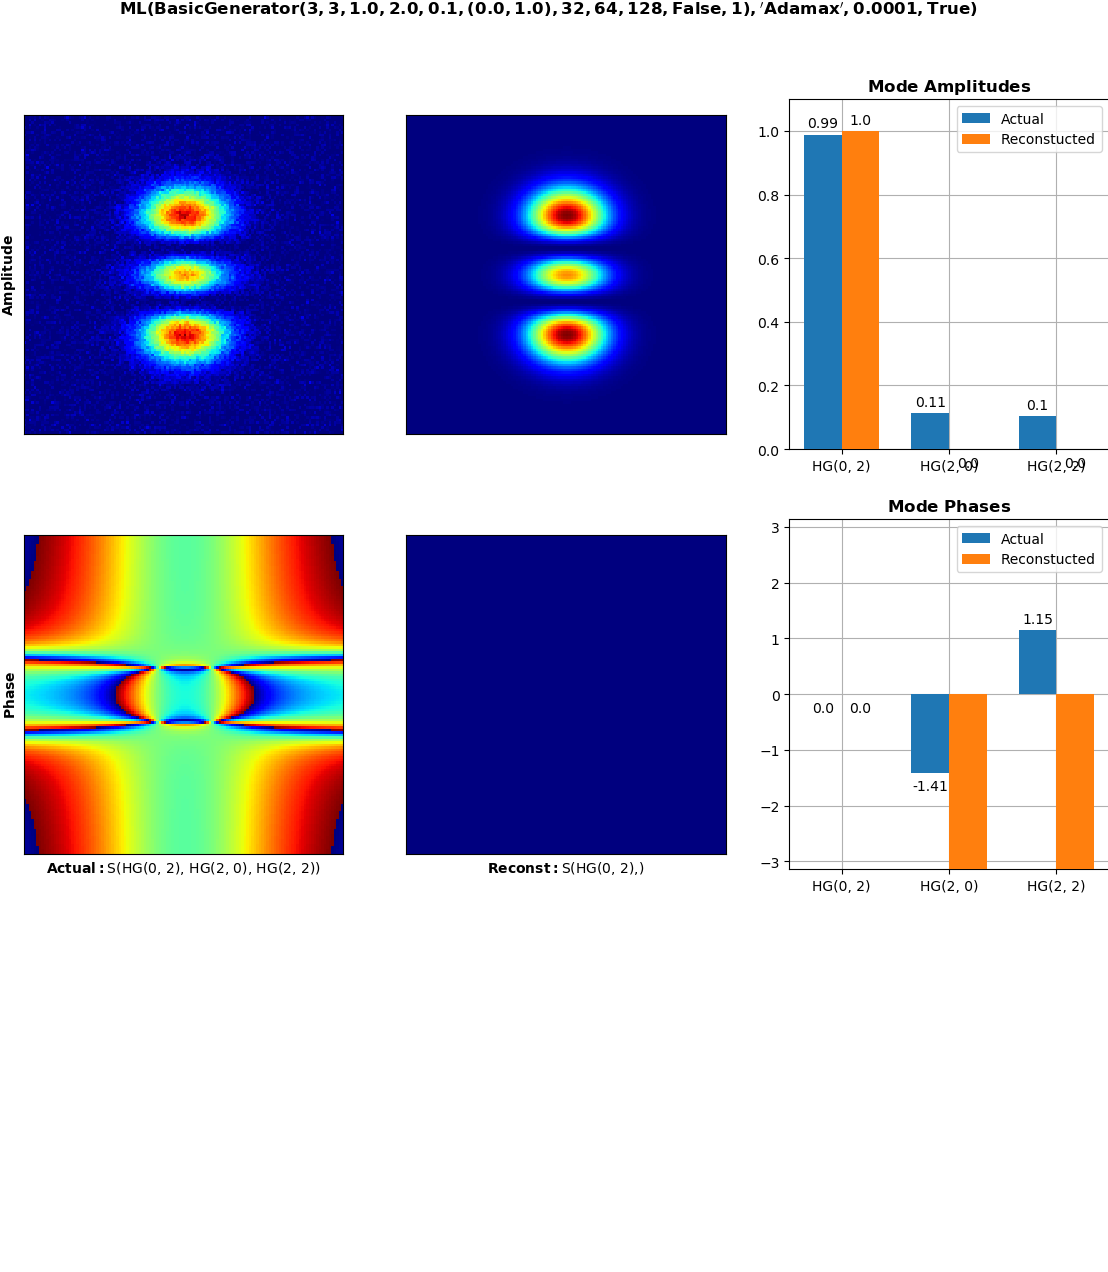 ML(BasicGenerator(3, 3, 1.0, 2.0, 0.1, (0.0, 1.0), 32, 64, 128, False, 1), 'Adamax', 0.0001, True)
Amplitude
Mode Amplitudes
Actual
Reconstucted
0.99 1.0
0.11 0.0
0.1 0.0
1.0
0.8
0.6
0.4
0.2
0.0
HG(0, 2) HG(2, 0) HG(2, 2)
Phase
Actual: S(HG(0, 2), HG(2, 0), HG(2, 2))
Reconst: S(HG(0, 2),)
Mode Phases
Actual
Reconstucted
0.0 0.0
-1.41
1.15
3
2
1
0
−1
−2
−3
HG(0, 2) HG(2, 0) HG(2, 2)